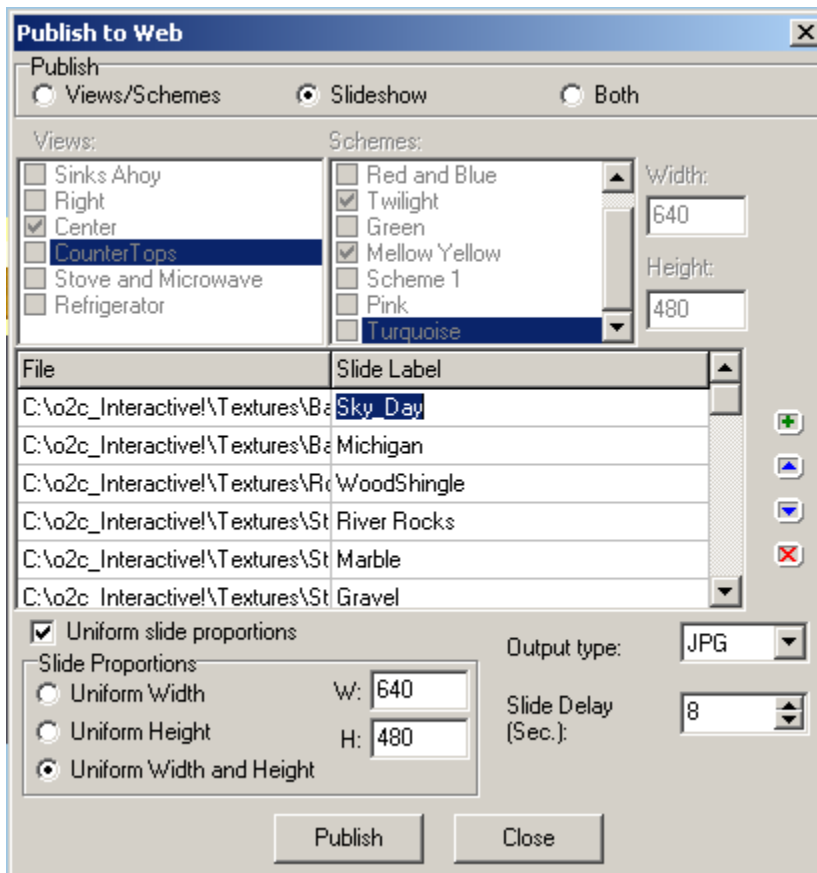 Publish to Web
Publish
Views/Schemes Slideshow Both
Views: Schemes:
Sinks Ahoy
Right
Center
CounterTops
Stove and Microwave
Refrigerator
Red and Blue
Twilight
Green
Mellow Yellow
Scheme 1
Pink
Turquoise
Width:
640
Height:
480
File Slide Label
C:\o2c_Interactive!\Textures\Ba Sky_Day
C:\o2c_Interactive!\Textures\Ba Michigan
C:\o2c_Interactive!\Textures\Ro WoodShingle
C:\o2c_Interactive!\Textures\St River Rocks
C:\o2c_Interactive!\Textures\St Marble
C:\o2c_Interactive!\Textures\St Gravel
Uniform slide proportions
Slide Proportions
Uniform Width
Uniform Height
Uniform Width and Height
W: 640
H: 480
Output type: JPG
Slide Delay
(Sec.): 8
Publish Close